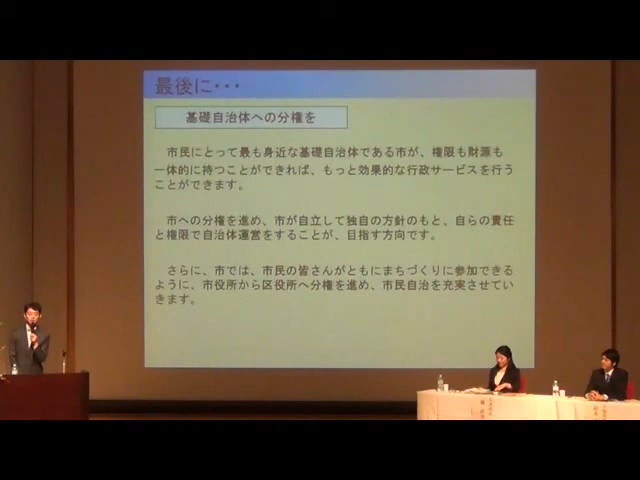 最後に･･･
基礎自治体への分権を
市民にとって最も身近な基礎自治体である市が、権限も財源も
一体的に持つことができれば、もっと効果的な行政サービスを行う
ことができます。
市への分権を進め、市が自立して独自の方針のもと、自らの責任
と権限で自治体運営をすることが、目指す方向です。
さらに、市では、市民の皆さんがともにまちづくりに参加できる
ように、市役所から区役所へ分権を進め、市民自治を充実させてい
きます。